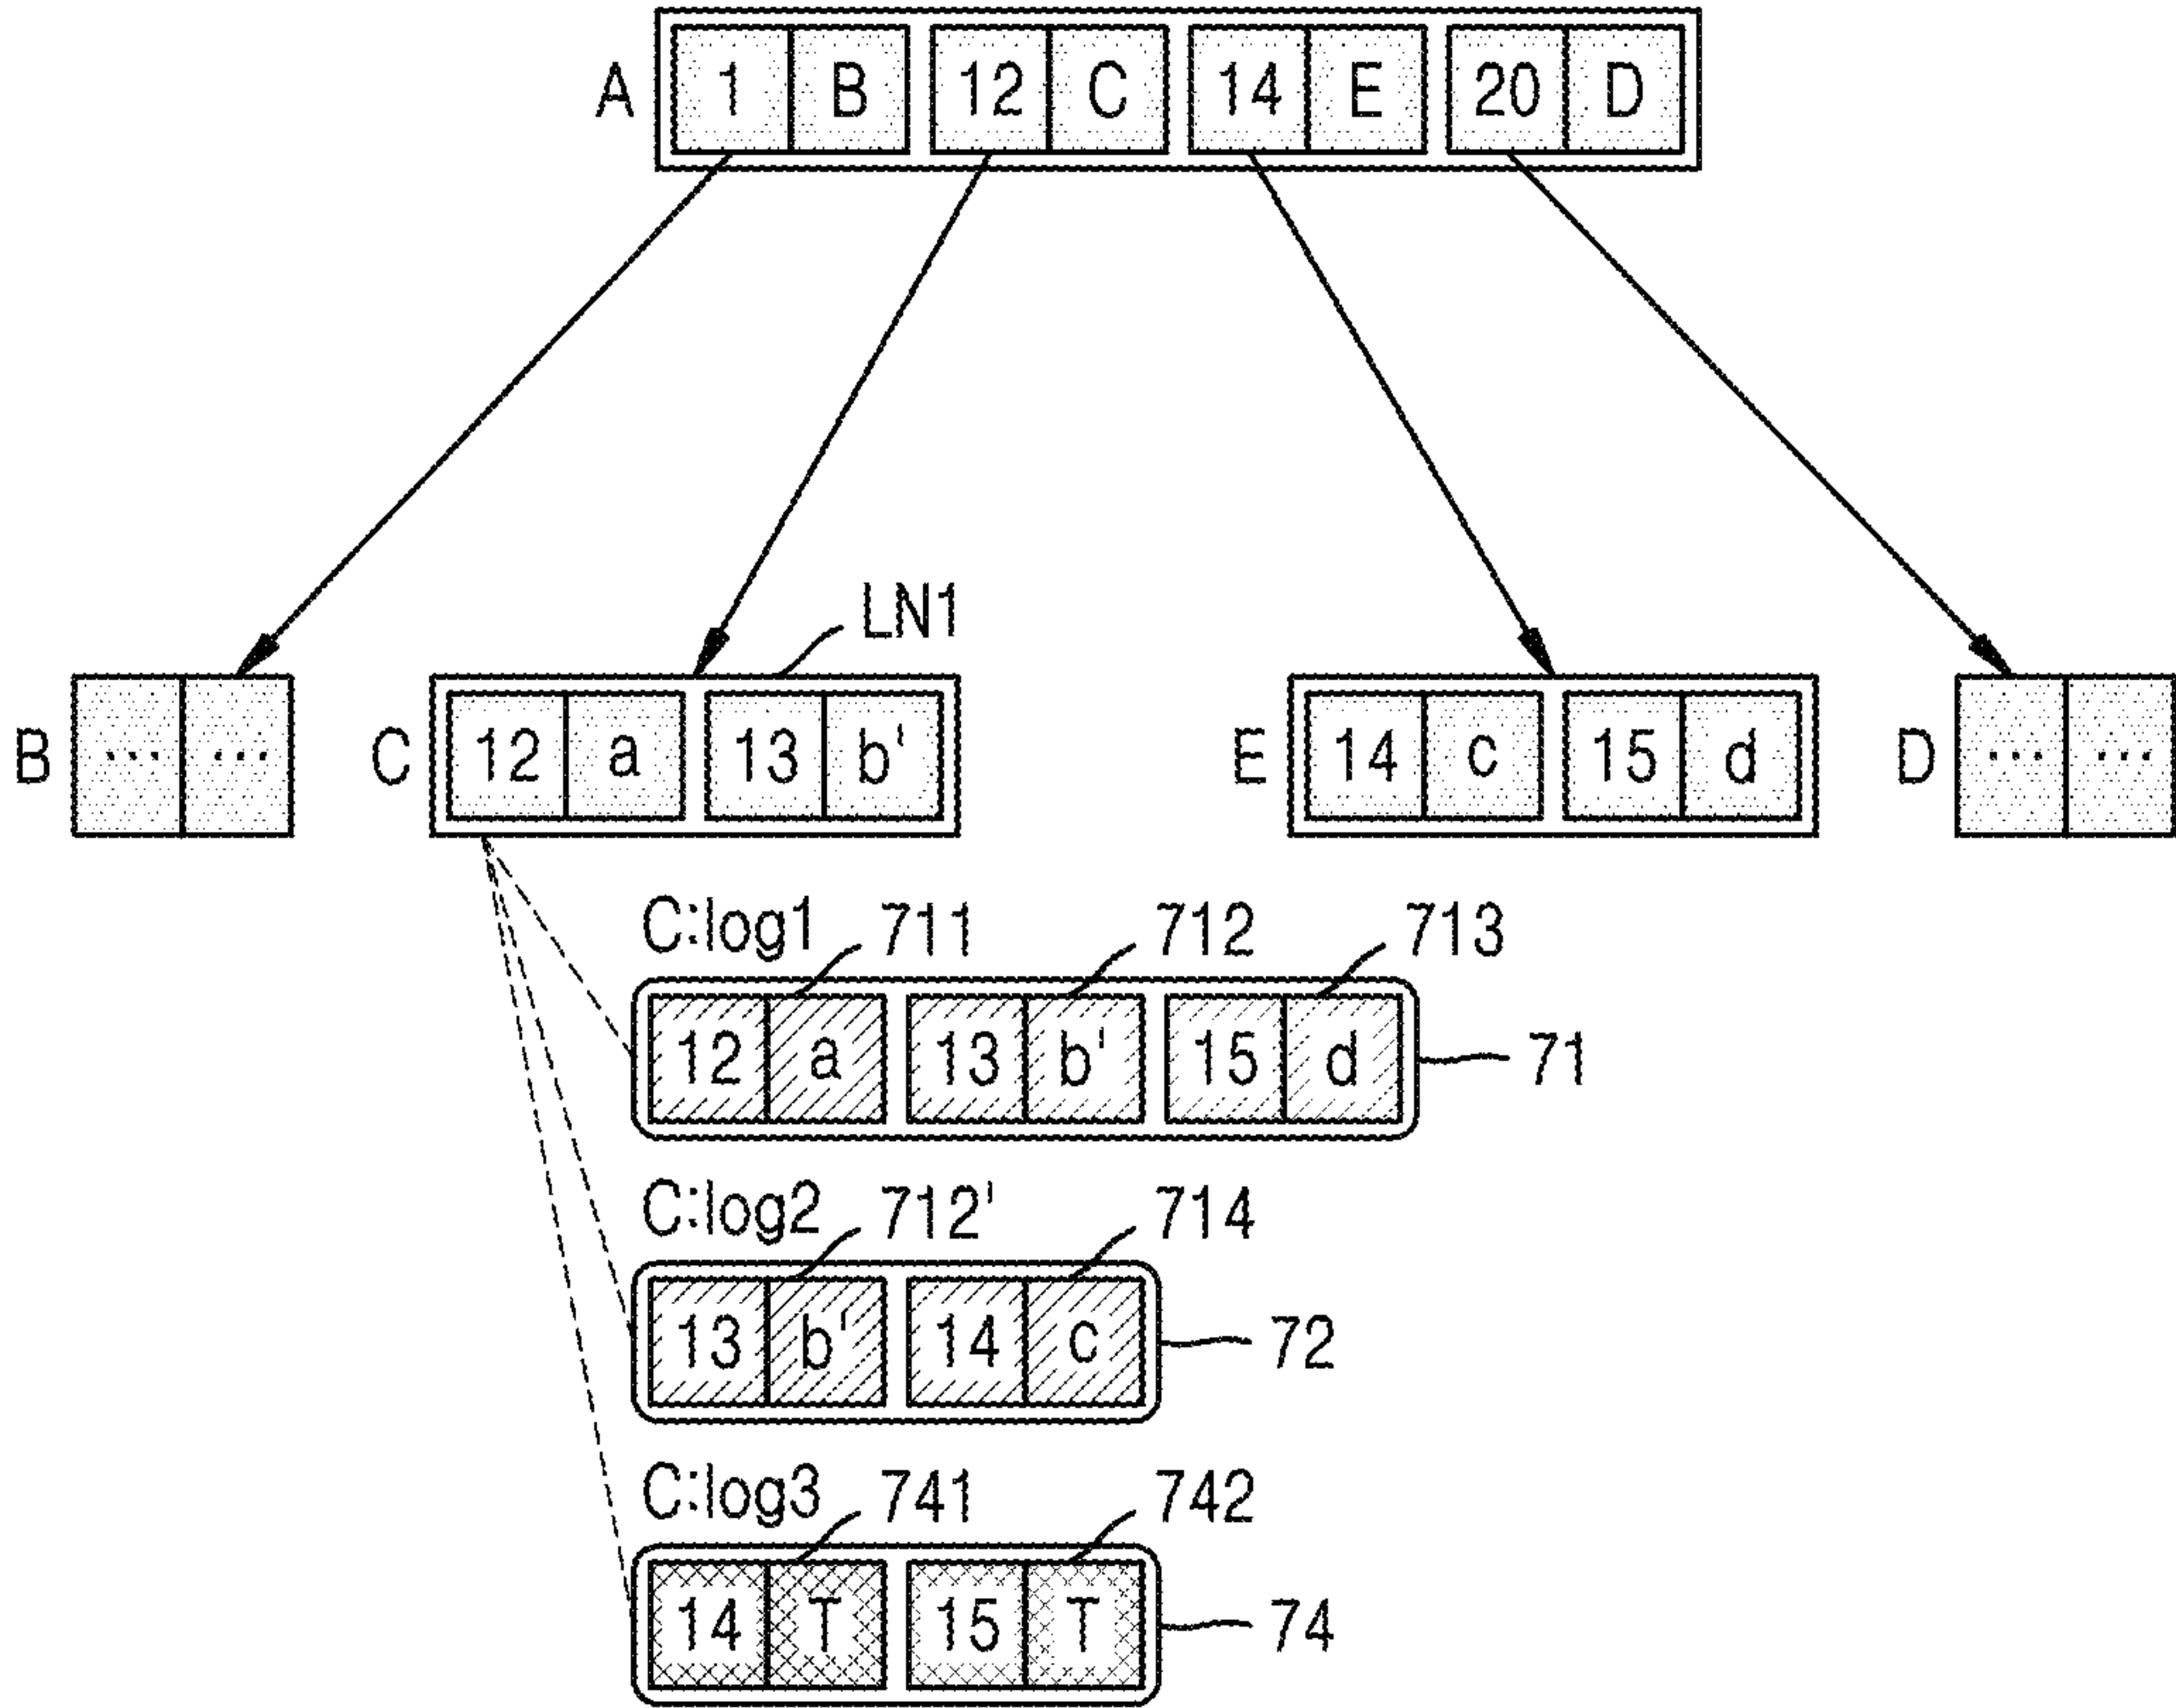 A 1 B 12 C 14 E 20 D
LN1
B ... ... C 12 a 13 b' E 14 c 15 d D ... ...
C:log1 711 712 713
12 a 13 b' 15 d 71
C:log2 712' 714
13 b' 14 c 72
C:log3 741 742
14 T 15 T 74